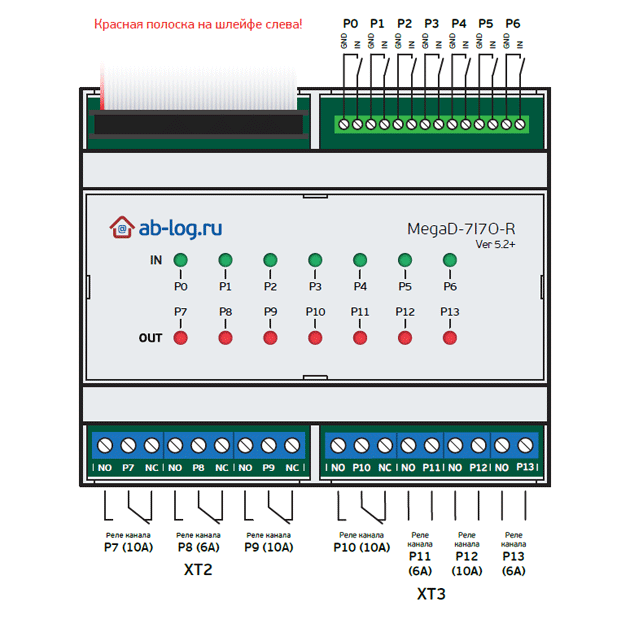 Красная полоска на шлейфе слева!
P0 P1 P2 P3 P4 P5 P6
GND IN GND IN GND IN GND IN GND IN GND IN GND IN
@ ab-log.ru
MegaD-7I7O-R
Ver 5.2+
IN
P0 P1 P2 P3 P4 P5 P6
P7 P8 P9 P10 P11 P12 P13
OUT
NO P7 NC NO P8 NC NO P9 NC
NO P10 NC NO P11 NO P12 NO P13
Реле канала
P7 (10A)
Реле канала
P8 (6A)
Реле канала
P9 (10A)
XT2
Реле канала
P10 (10A)
Реле
канала
P11
(6A)
Реле
канала
P12
(10A)
Реле
канала
P13
(6A)
XT3